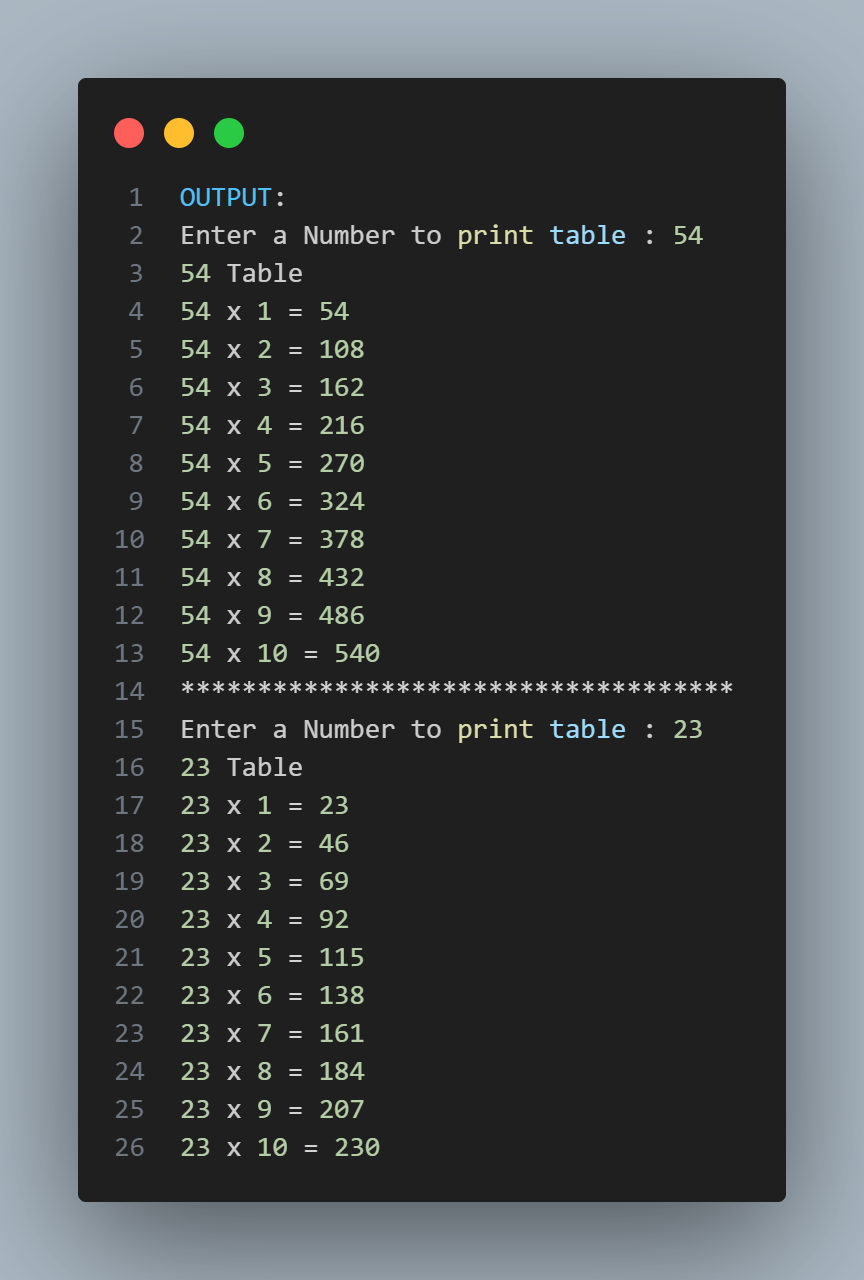 1 OUTPUT:
2 Enter a Number to print table : 54
3 54 Table
4 54 x 1 = 54
5 54 x 2 = 108
6 54 x 3 = 162
7 54 x 4 = 216
8 54 x 5 = 270
9 54 x 6 = 324
10 54 x 7 = 378
11 54 x 8 = 432
12 54 x 9 = 486
13 54 x 10 = 540
14 ************************************
15 Enter a Number to print table : 23
16 23 Table
17 23 x 1 = 23
18 23 x 2 = 46
19 23 x 3 = 69
20 23 x 4 = 92
21 23 x 5 = 115
22 23 x 6 = 138
23 23 x 7 = 161
24 23 x 8 = 184
25 23 x 9 = 207
26 23 x 10 = 230